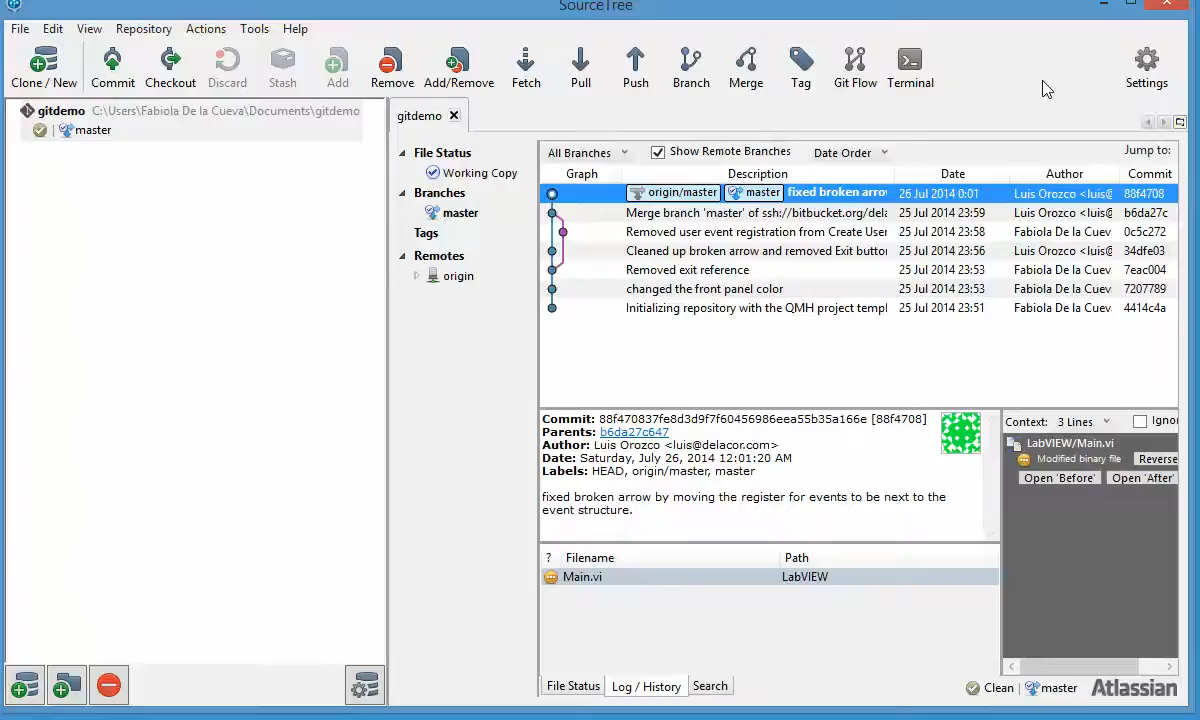 SourceTree
File Edit View Repository Actions Tools Help
Clone / New Commit Checkout Discard Stash Add Remove Add/Remove Fetch Pull Push Branch Merge Tag Git Flow Terminal Settings
gitdemo C:\Users\Fabiola De la Cueva\Documents\gitdemo
master
gitdemo
File Status
Working Copy
Branches
master
Tags
Remotes
origin
All Branches Show Remote Branches Date Order Jump to:
Graph Description Date Author Commit
origin/master master fixed broken arrow 26 Jul 2014 0:01 Luis Orozco <luis@ 88f4708
Merge branch 'master' of ssh://bitbucket.org/dela 25 Jul 2014 23:59 Luis Orozco <luis@ b6da27c
Removed user event registration from Create User 25 Jul 2014 23:58 Fabiola De la Cuev 0c5c272
Cleaned up broken arrow and removed Exit button 25 Jul 2014 23:56 Luis Orozco <luis@ 34dfe03
Removed exit reference 25 Jul 2014 23:53 Fabiola De la Cuev 7eac004
changed the front panel color 25 Jul 2014 23:53 Fabiola De la Cuev 7207789
Initializing repository with the QMH project templ 25 Jul 2014 23:51 Fabiola De la Cuev 4414c4a
Commit: 88f470837fe8d3d9f7f60456986eea55b35a166e [88f4708]
Parents: b6da27c647
Author: Luis Orozco <luis@delacor.com>
Date: Saturday, July 26, 2014 12:01:20 AM
Labels: HEAD, origin/master, master
fixed broken arrow by moving the register for events to be next to the
event structure.
Context: 3 Lines Ignor
LabVIEW/Main.vi
Modified binary file Reverse
Open 'Before' Open 'After'
? Filename Path
Main.vi LabVIEW
File Status Log / History Search
Clean master Atlassian